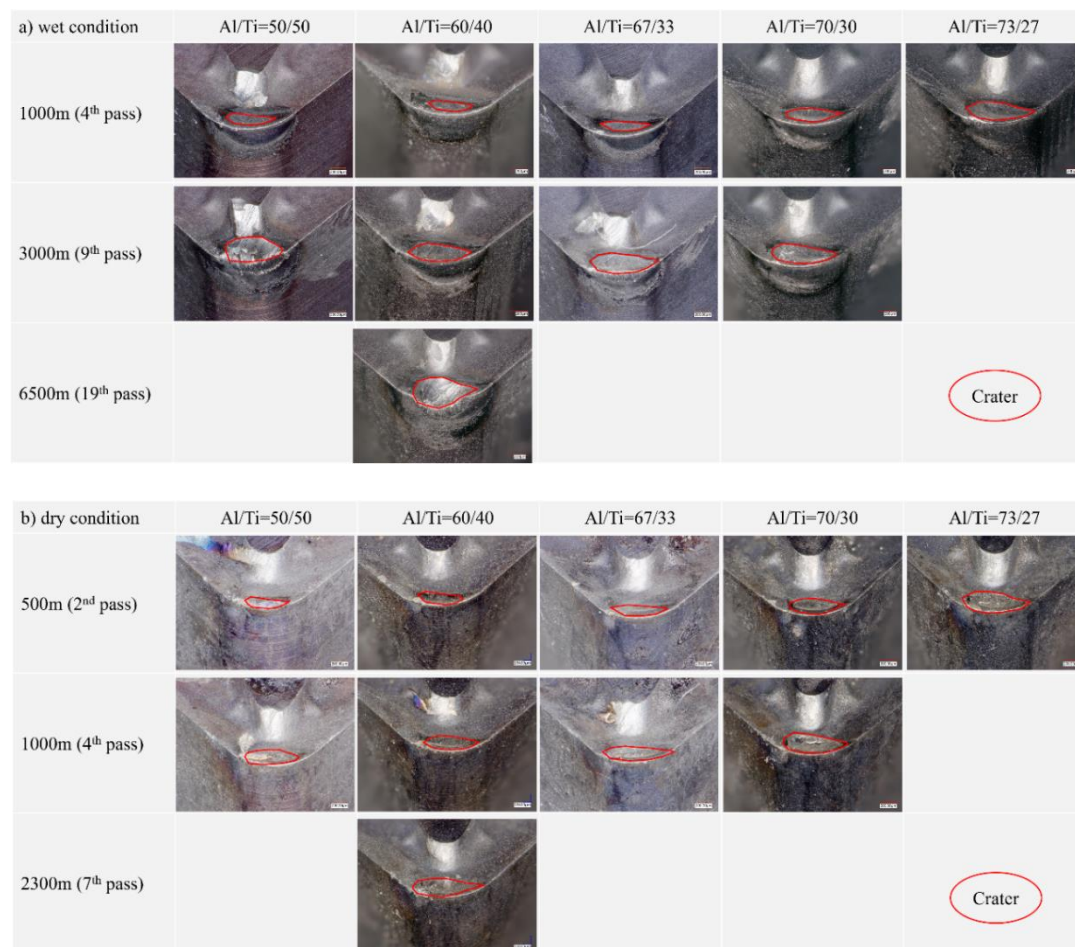 a) wet condition Al/Ti=50/50 Al/Ti=60/40 Al/Ti=67/33 Al/Ti=70/30 Al/Ti=73/27
1000m (4th pass)
3000m (9th pass)
6500m (19th pass)
Crater
b) dry condition Al/Ti=50/50 Al/Ti=60/40 Al/Ti=67/33 Al/Ti=70/30 Al/Ti=73/27
500m (2nd pass)
1000m (4th pass)
2300m (7th pass)
Crater